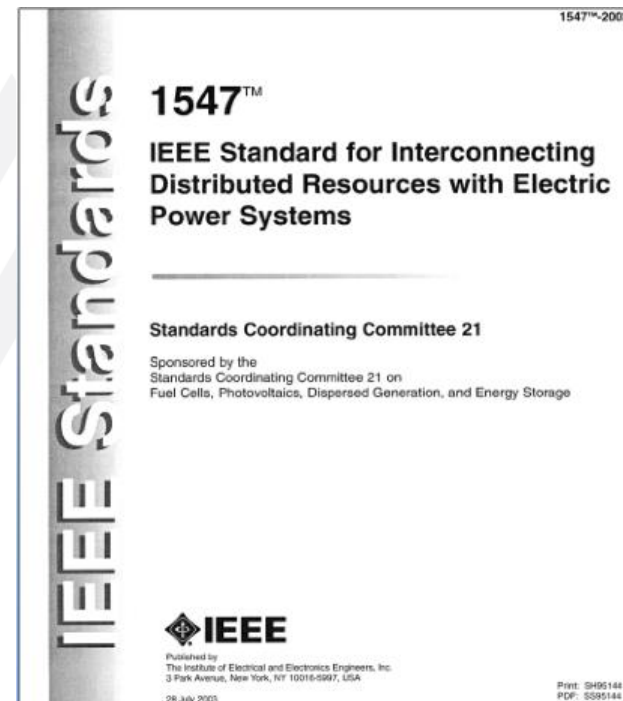 1547™-200
IEEE Standards
1547™
IEEE Standard for Interconnecting
Distributed Resources with Electric
Power Systems
Standards Coordinating Committee 21
Sponsored by the
Standards Coordinating Committee 21 on
Fuel Cells, Photovoltaics, Dispersed Generation, and Energy Storage
IEEE
Published by
The Institute of Electrical and Electronics Engineers, Inc.
3 Park Avenue, New York, NY 10016-5997, USA
28 July 2003
Print: SH95144
PDF: SS95144